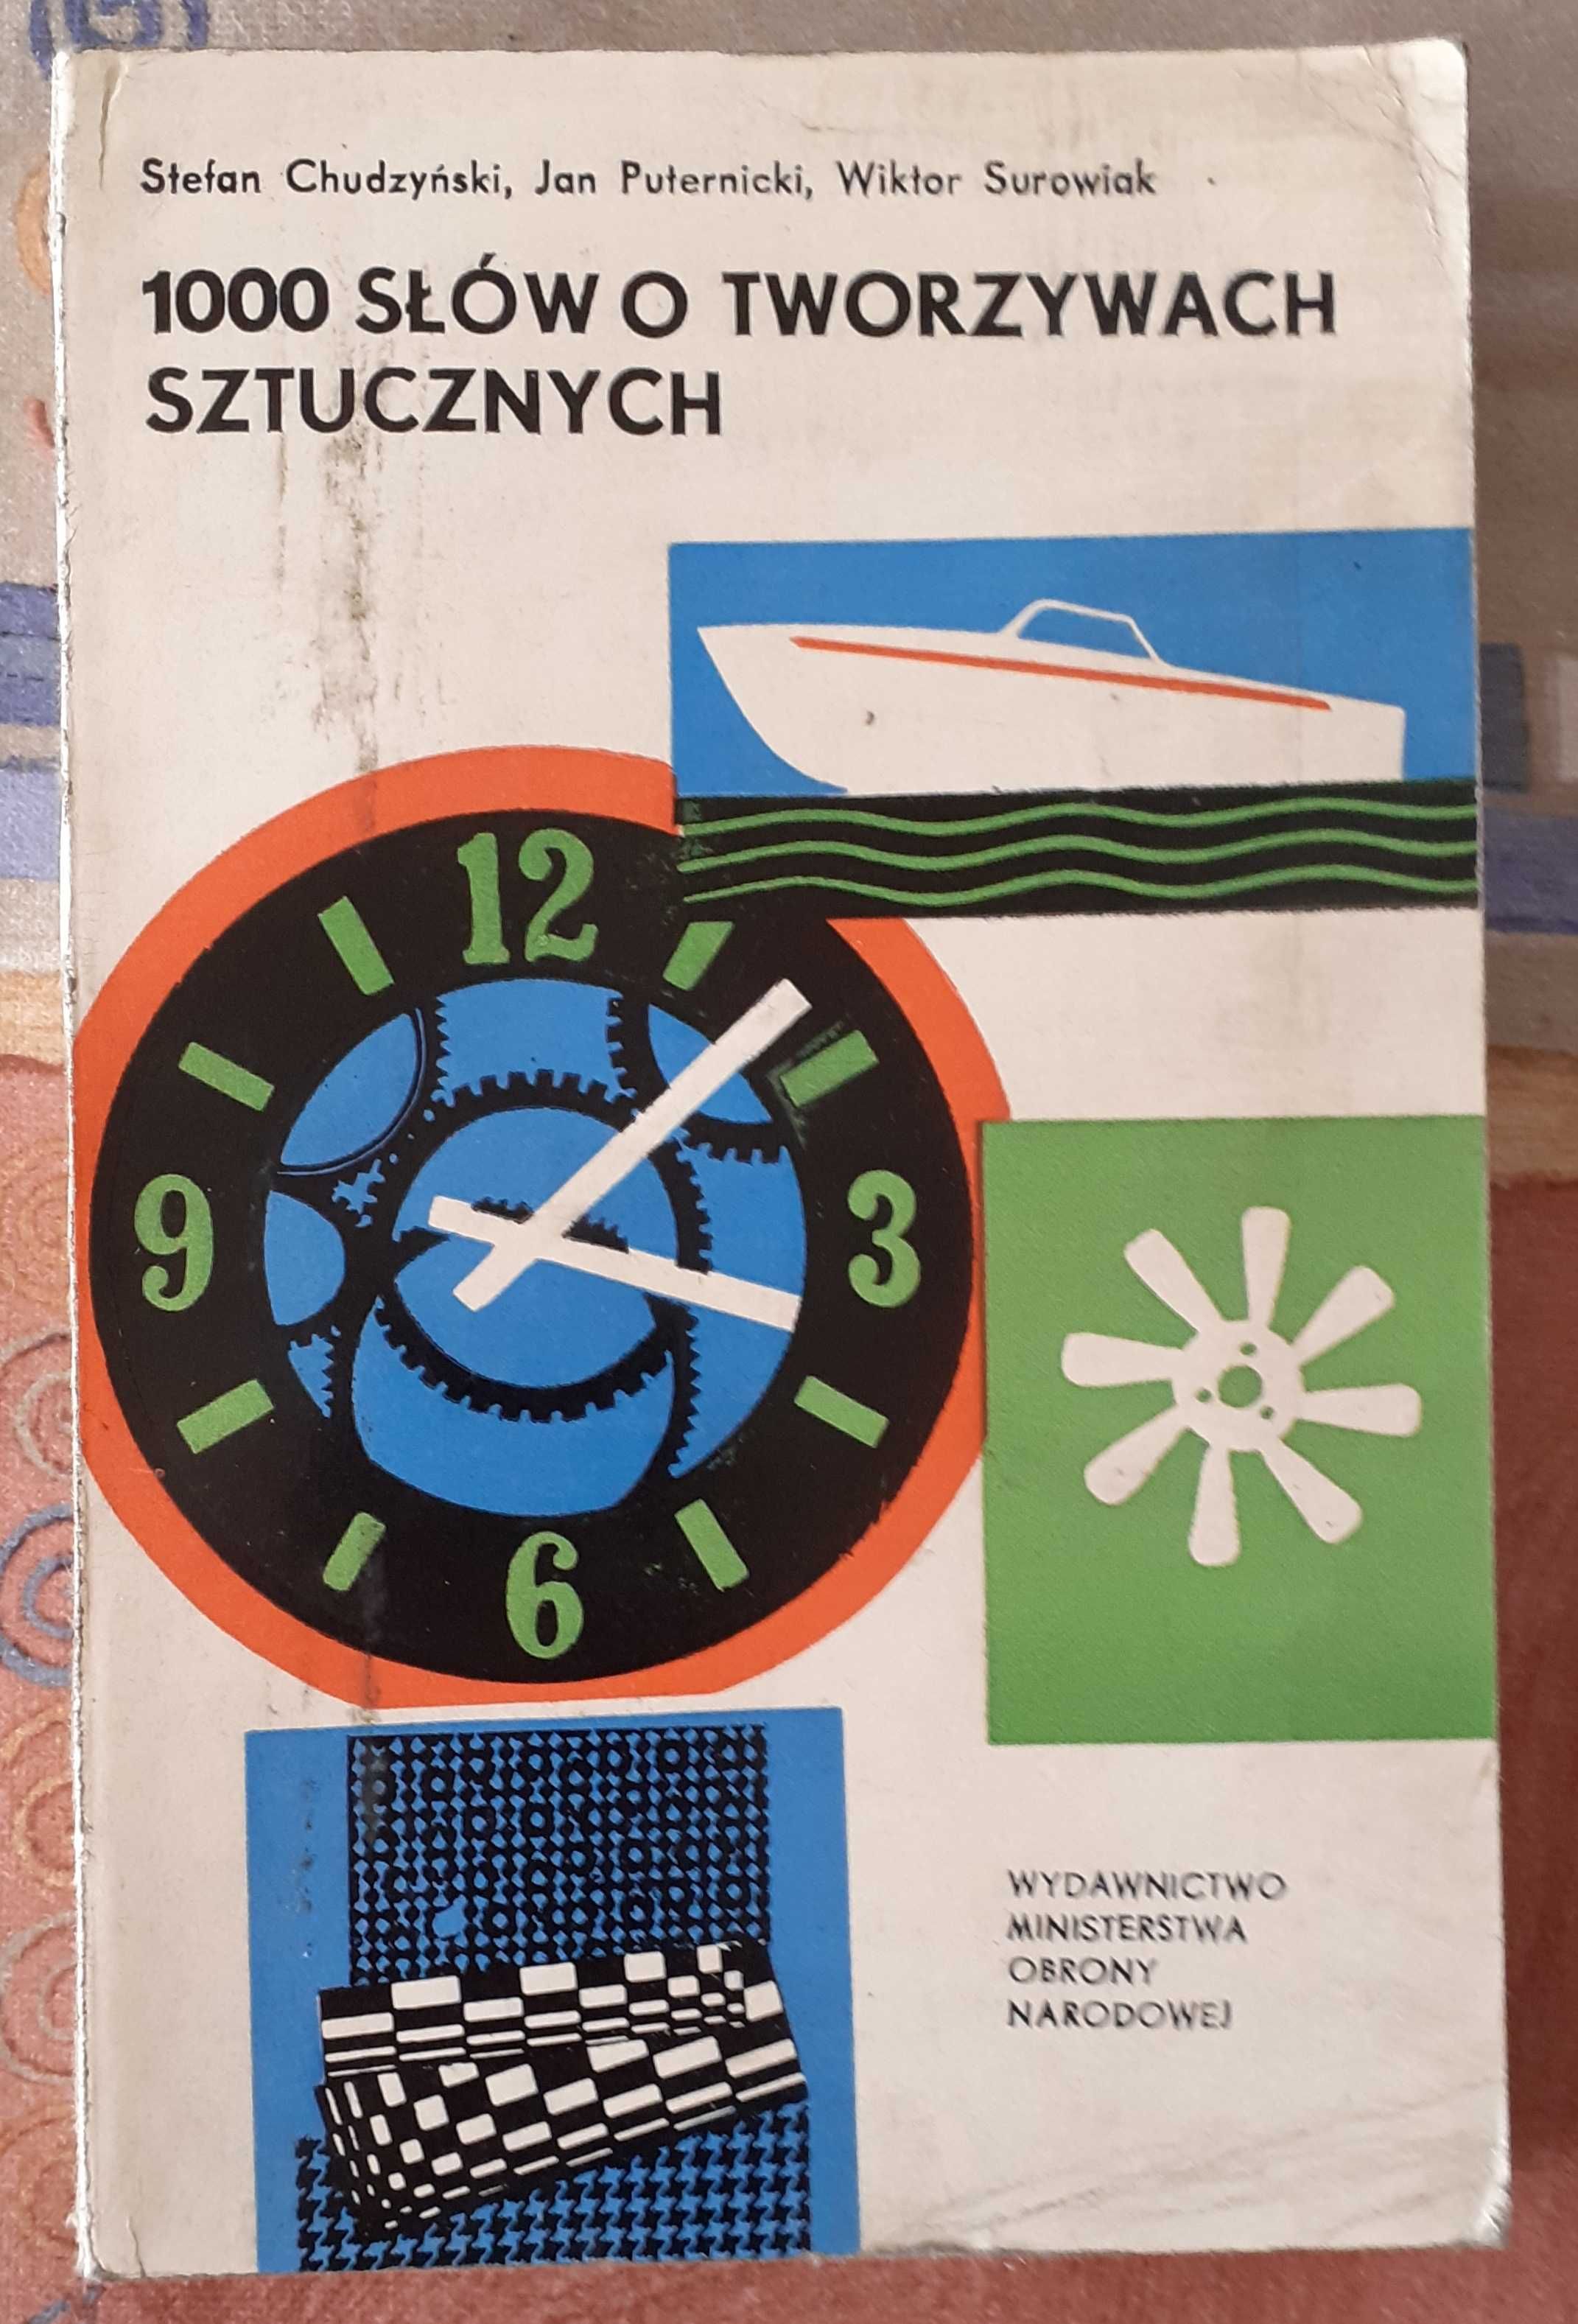 Stefan Chudzyński, Jan Puternicki, Wiktor Surowiak
1000 SŁÓW O TWORZYWACH
SZTUCZNYCH
12
9
3
6
WYDAWNICTWO
MINISTERSTWA
OBRONY
NARODOWEJ